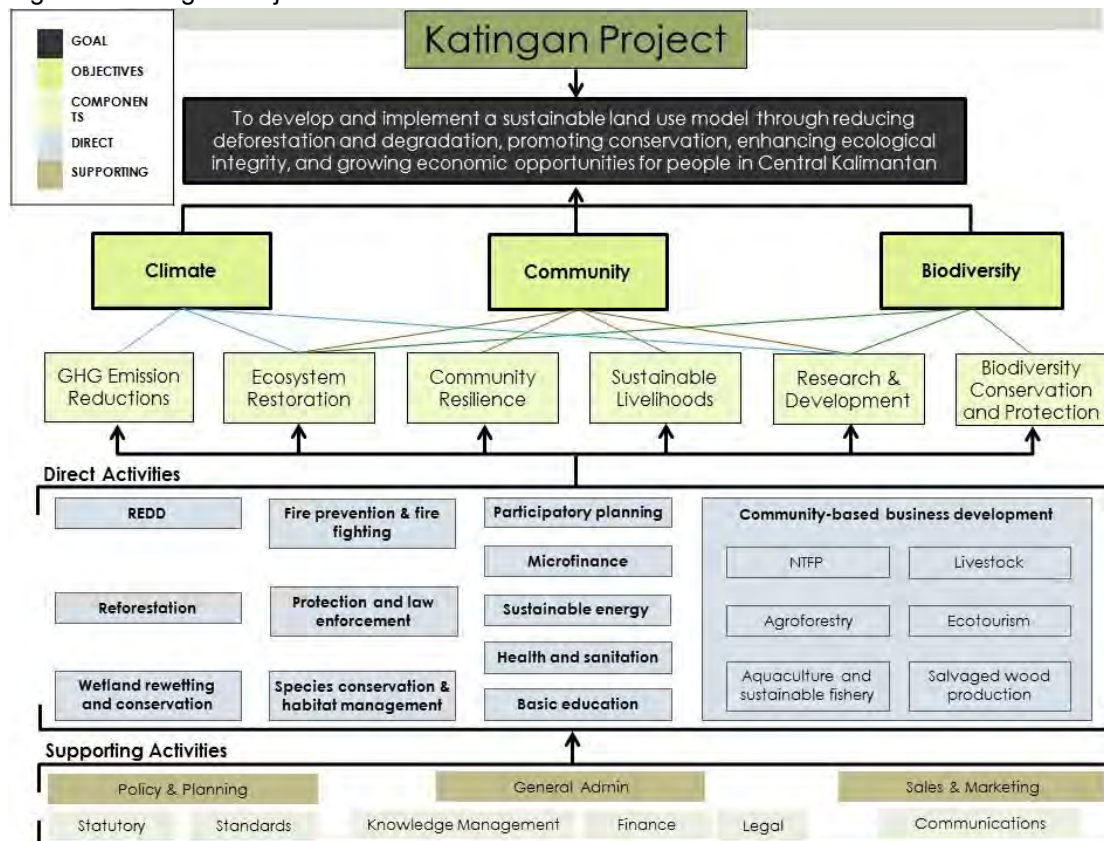 GOAL
OBJECTIVES
COMPONEN
TS
DIRECT
SUPPORTING
Katingan Project
To develop and implement a sustainable land use model through reducing
deforestation and degradation, promoting conservation, enhancing ecological
integrity, and growing economic opportunities for people in Central Kalimantan
Climate
Community
Biodiversity
GHG Emission
Reductions
Ecosystem
Restoration
Community
Resilience
Sustainable
Livelihoods
Research &
Development
Biodiversity
Conservation
and Protection
Direct Activities
REDD
Reforestation
Wetland rewetting
and conservation
Fire prevention & fire
fighting
Protection and law
enforcement
Species conservation &
habitat management
Participatory planning
Microfinance
Sustainable energy
Health and sanitation
Basic education
Community-based business development
NTFP
Livestock
Agroforestry
Ecotourism
Aquaculture and
sustainable fishery
Salvaged wood
production
Supporting Activities
Policy & Planning
General Admin
Sales & Marketing
Statutory
Standards
Knowledge Management
Finance
Legal
Communications